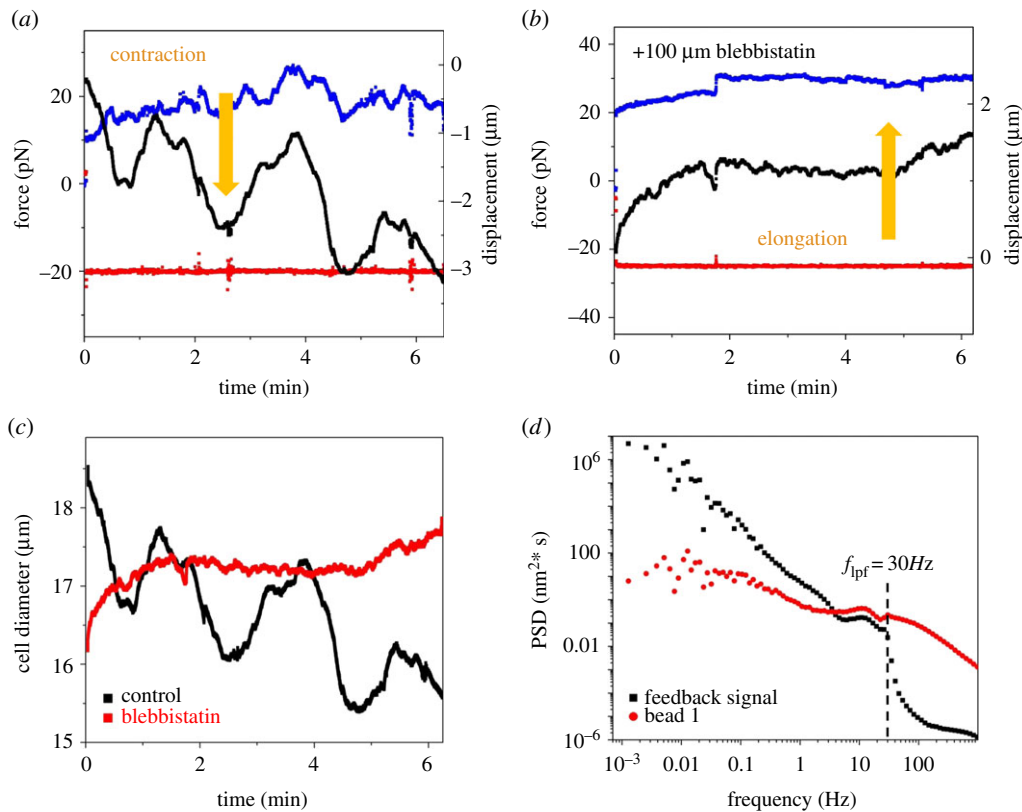 (a)
contraction
20
0
−20
force (pN)
0
−1
−2
−3
displacement (µm)
0
2
4
6
time (min)
(b)
+100 µm blebbistatin
40
20
0
−20
−40
force (pN)
elongation
2
0
displacement (µm)
0
2
4
6
time (min)
(c)
18
17
16
15
cell diameter (µm)
control
blebbistatin
0
2
4
6
time (min)
(d)
10^6
100
0.01
10^−6
PSD (nm^2* s)
f_lpf = 30Hz
feedback signal
bead 1
10^−3
0.01
0.1
1
10
100
frequency (Hz)